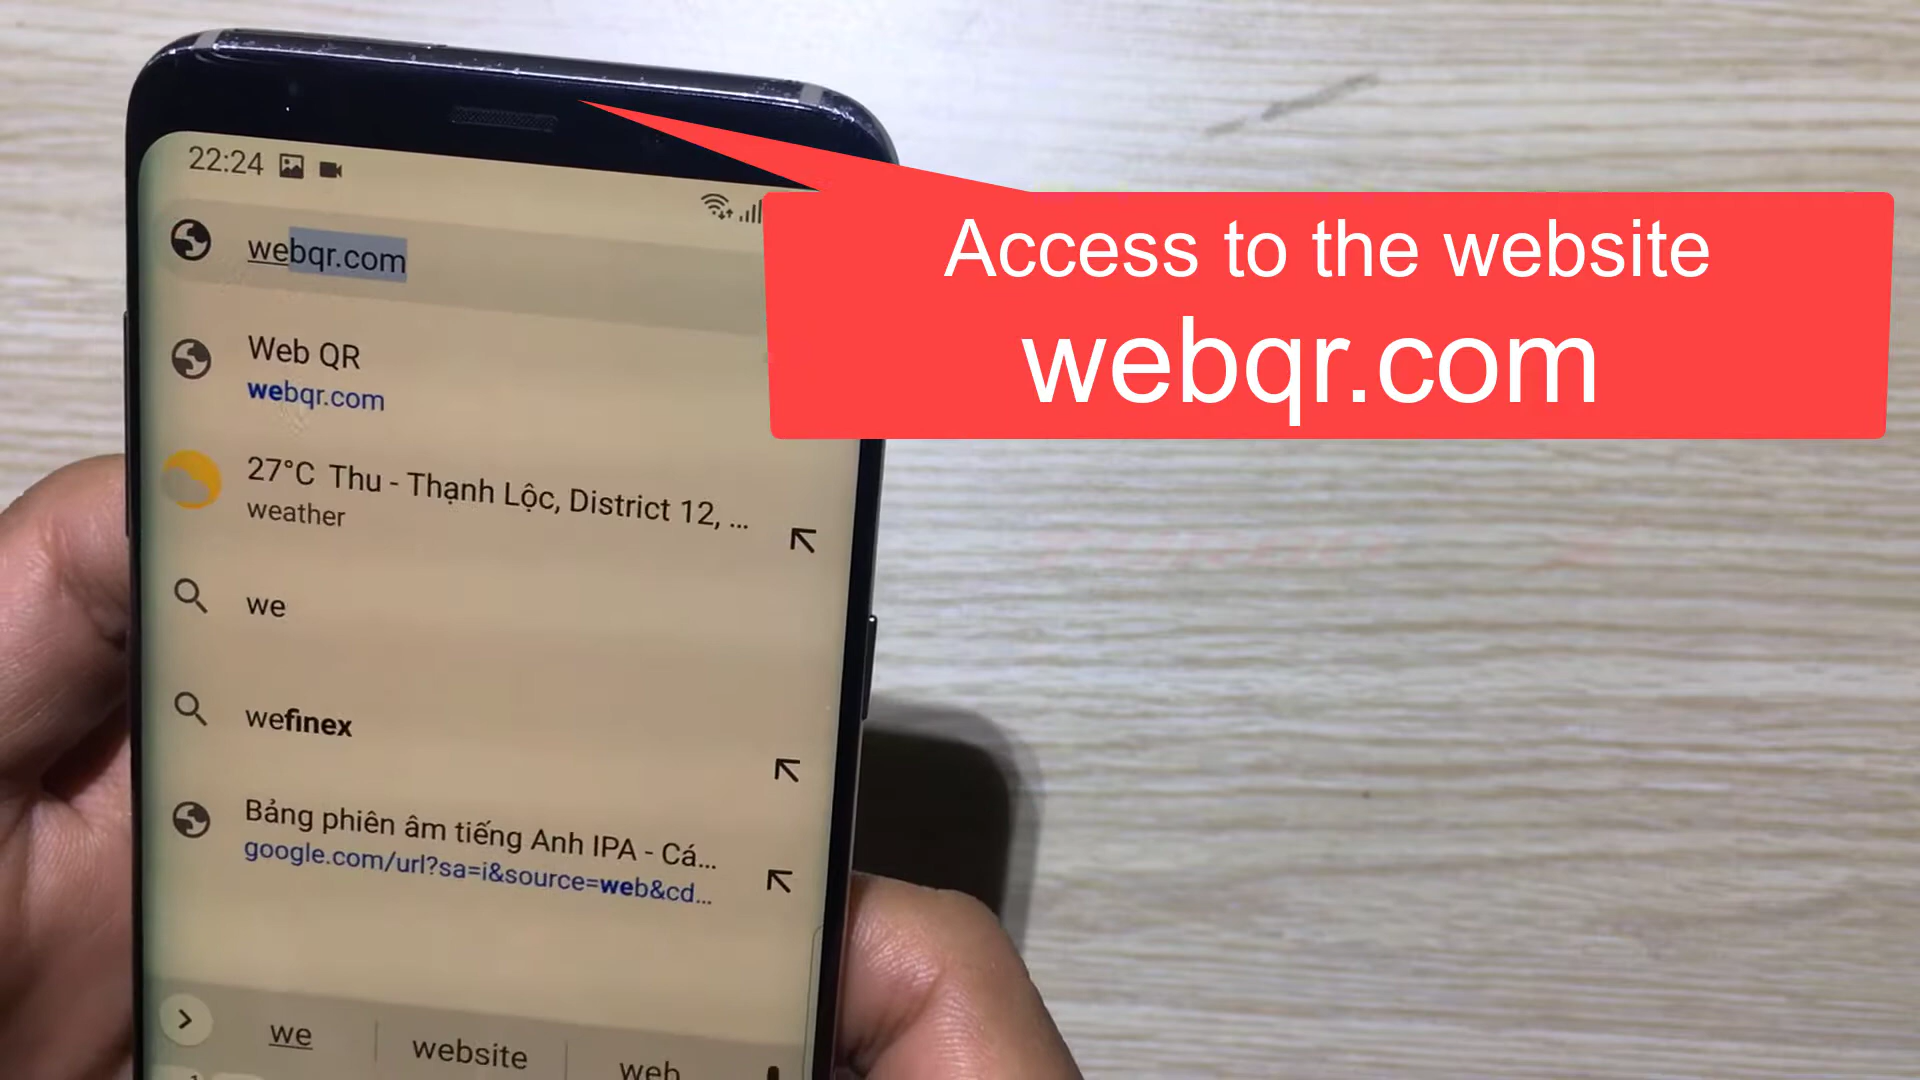 22:24
webqr.com
Web QR
webqr.com
27°C Thu - Thạnh Lộc, District 12, ...
weather
we
wefinex
Bảng phiên âm tiếng Anh IPA - Cá...
google.com/url?sa=i&source=web&cd...
we website web
Access to the website
webqr.com